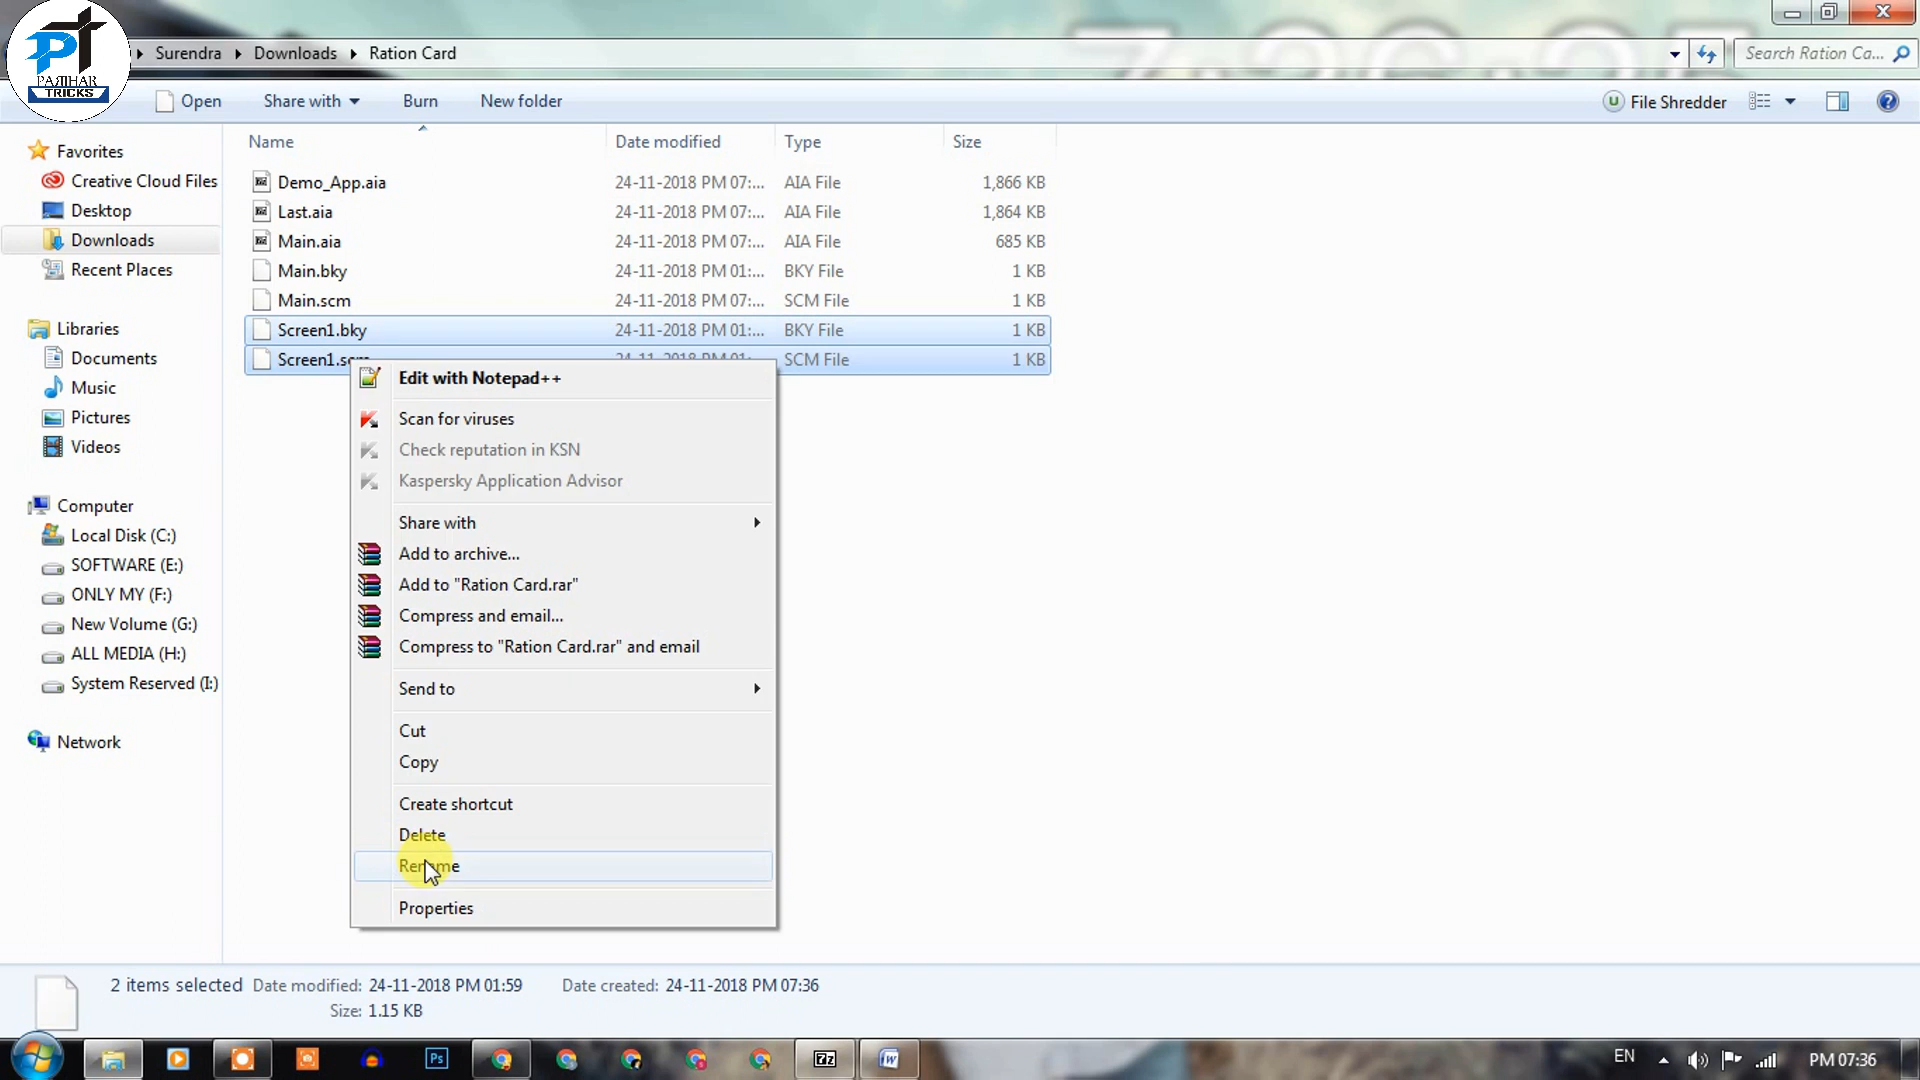 PT
PARIHAR
TRICKS
Surendra
Downloads
Ration Card
Search Ration Ca...
Open
Share with
Burn
New folder
File Shredder
Name
Date modified
Type
Size
Favorites
Creative Cloud Files
Desktop
Downloads
Recent Places
Libraries
Documents
Music
Pictures
Videos
Computer
Local Disk (C:)
SOFTWARE (E:)
ONLY MY (F:)
New Volume (G:)
ALL MEDIA (H:)
System Reserved (I:)
Network
Demo_App.aia 24-11-2018 PM 07:... AIA File 1,866 KB
Last.aia 24-11-2018 PM 07:... AIA File 1,864 KB
Main.aia 24-11-2018 PM 07:... AIA File 685 KB
Main.bky 24-11-2018 PM 01:... BKY File 1 KB
Main.scm 24-11-2018 PM 07:... SCM File 1 KB
Screen1.bky 24-11-2018 PM 01:... BKY File 1 KB
Screen1.scm 24-11-2018 PM 01:... SCM File 1 KB
Edit with Notepad++
Scan for viruses
Check reputation in KSN
Kaspersky Application Advisor
Share with
Add to archive...
Add to "Ration Card.rar"
Compress and email...
Compress to "Ration Card.rar" and email
Send to
Cut
Copy
Create shortcut
Delete
Rename
Properties
2 items selected Date modified: 24-11-2018 PM 01:59 Date created: 24-11-2018 PM 07:36
Size: 1.15 KB
Ps
7z
W
EN
PM 07:36